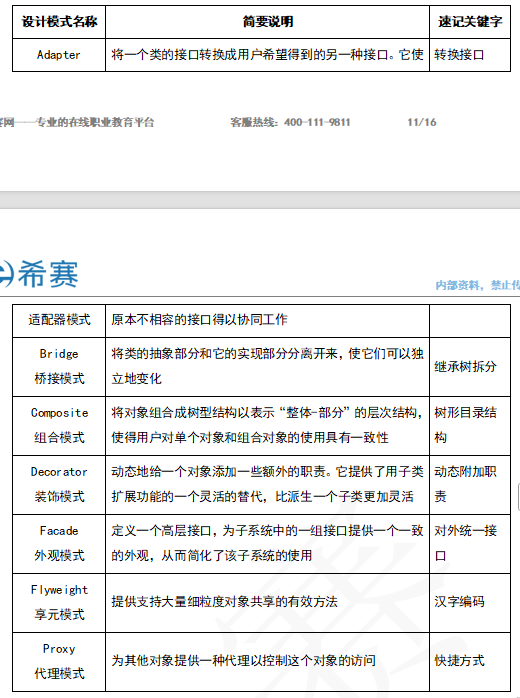 设计模式名称 简要说明 速记关键字
Adapter 将一个类的接口转换成用户希望得到的另一种接口。它使 转换接口
赛网——专业的在线职业教育平台 客服热线：400-111-9811 11/16
希赛
内部资料，禁止传
适配器模式 原本不相容的接口得以协同工作
Bridge 将类的抽象部分和它的实现部分分离开来，使它们可以独
继承树拆分
桥接模式 立地变化
Composite 将对象组合成树型结构以表示“整体-部分”的层次结构， 树形目录结
组合模式 使得用户对单个对象和组合对象的使用具有一致性 构
Decorator 动态地给一个对象添加一些额外的职责。它提供了用子类 动态附加职
装饰模式 扩展功能的一个灵活的替代，比派生一个子类更加灵活 责
Facade 定义一个高层接口，为子系统中的一组接口提供一个一致 对外统一接
外观模式 的外观，从而简化了该子系统的使用 口
Flyweight
提供支持大量细粒度对象共享的有效方法 汉字编码
享元模式
Proxy
为其他对象提供一种代理以控制这个对象的访问 快捷方式
代理模式